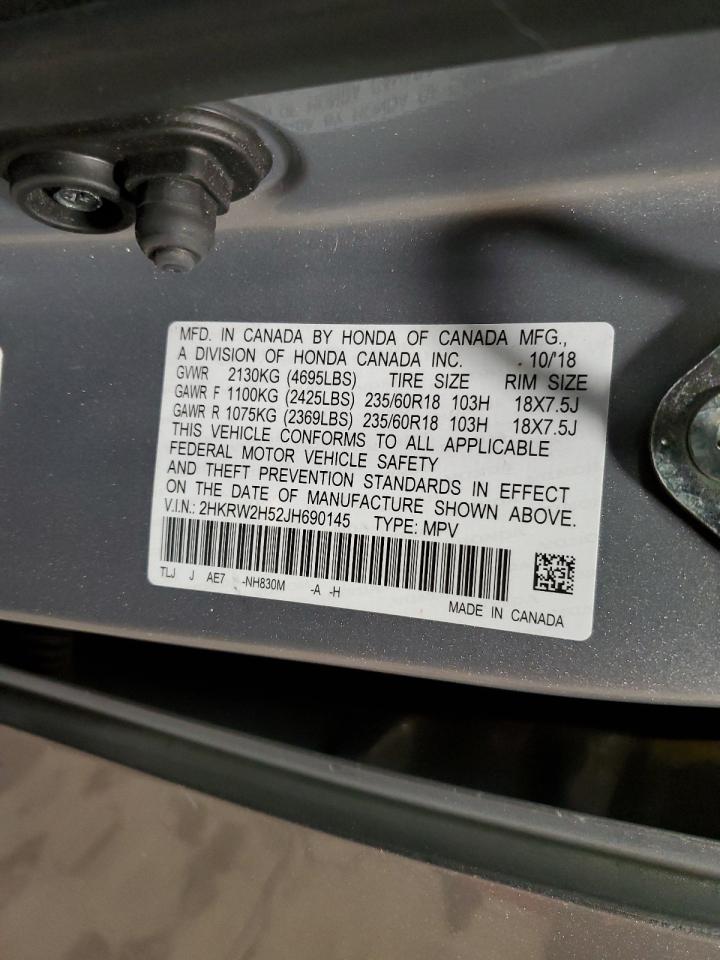 MFD. IN CANADA BY HONDA OF CANADA MFG.,
A DIVISION OF HONDA CANADA INC. 10/'18
GVWR 2130KG (4695LBS) TIRE SIZE RIM SIZE
GAWR F 1100KG (2425LBS) 235/60R18 103H 18X7.5J
GAWR R 1075KG (2369LBS) 235/60R18 103H 18X7.5J
THIS VEHICLE CONFORMS TO ALL APPLICABLE
FEDERAL MOTOR VEHICLE SAFETY
AND THEFT PREVENTION STANDARDS IN EFFECT
ON THE DATE OF MANUFACTURE SHOWN ABOVE.
V.I.N.: 2HKRW2H52JH690145 TYPE: MPV
TLJ J AE7 -NH830M -A -H
MADE IN CANADA